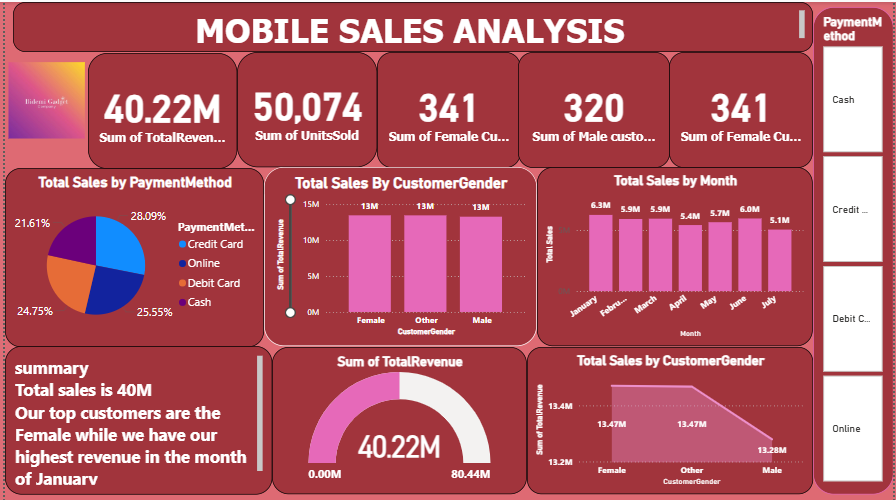 MOBILE SALES ANALYSIS
PaymentM
ethod
Cash
Credit ...
Debit C...
Online
Bidemi Gadget
40.22M
Sum of TotalReven...
50,074
Sum of UnitsSold
341
Sum of Female Cu...
320
Sum of Male custo...
341
Sum of Female Cu...
Total Sales by PaymentMethod
21.61%
28.09%
24.75%
25.55%
PaymentMet...
Credit Card
Online
Debit Card
Cash
Total Sales By CustomerGender
Sum of TotalRevenue
15M
10M
5M
0M
13M
13M
13M
Female
Other
Male
CustomerGender
Total Sales by Month
Total Sales
6.3M
5.9M
5.9M
5.4M
5.7M
6.0M
5.1M
January
Febru...
March
April
May
June
July
Month
summary
Total sales is 40M
Our top customers are the
Female while we have our
highest revenue in the month
of January
Sum of TotalRevenue
40.22M
0.00M
80.44M
Total Sales by CustomerGender
Sum of TotalRevenue
13.4M
13.2M
13.47M
13.47M
13.28M
Female
Other
Male
CustomerGender